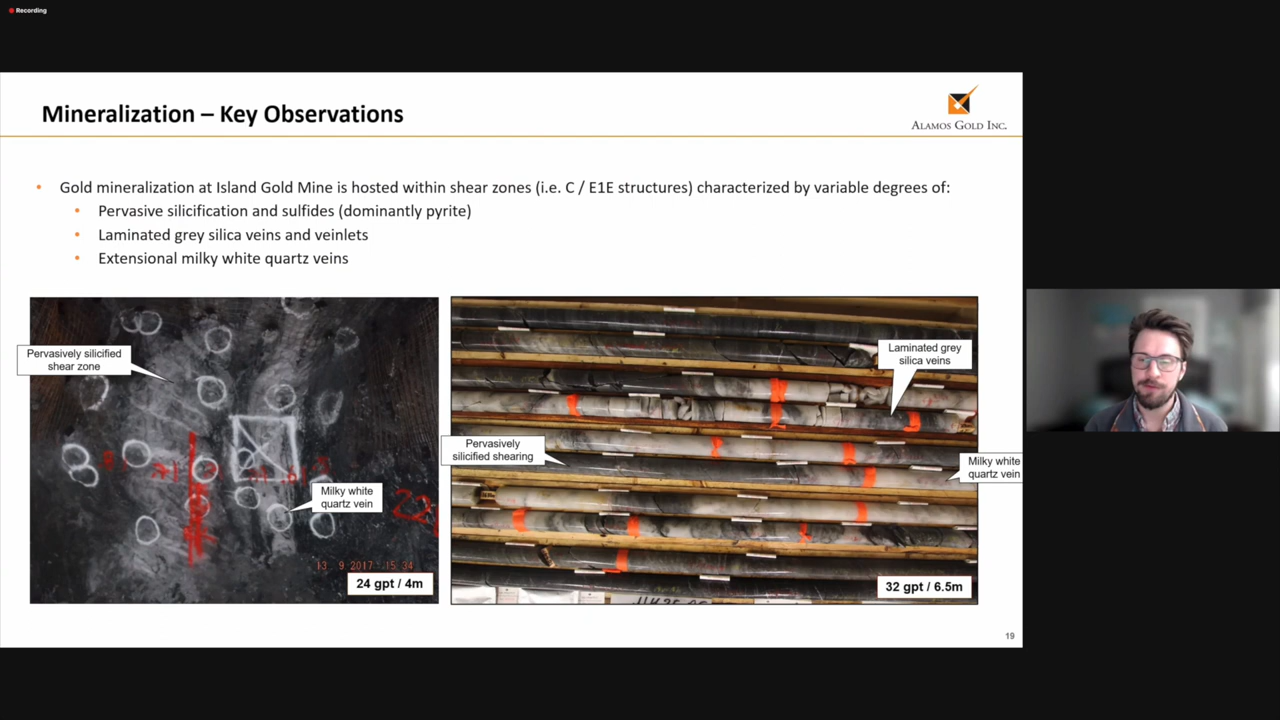 Recording
Mineralization – Key Observations
ALAMOS GOLD INC.
• Gold mineralization at Island Gold Mine is hosted within shear zones (i.e. C / E1E structures) characterized by variable degrees of:
• Pervasive silicification and sulfides (dominantly pyrite)
• Laminated grey silica veins and veinlets
• Extensional milky white quartz veins
Pervasively silicified
shear zone
Milky white
quartz vein
13. 9.2017 15:34
24 gpt / 4m
Laminated grey
silica veins
Pervasively
silicified shearing
Milky white
quartz vein
32 gpt / 6.5m
19